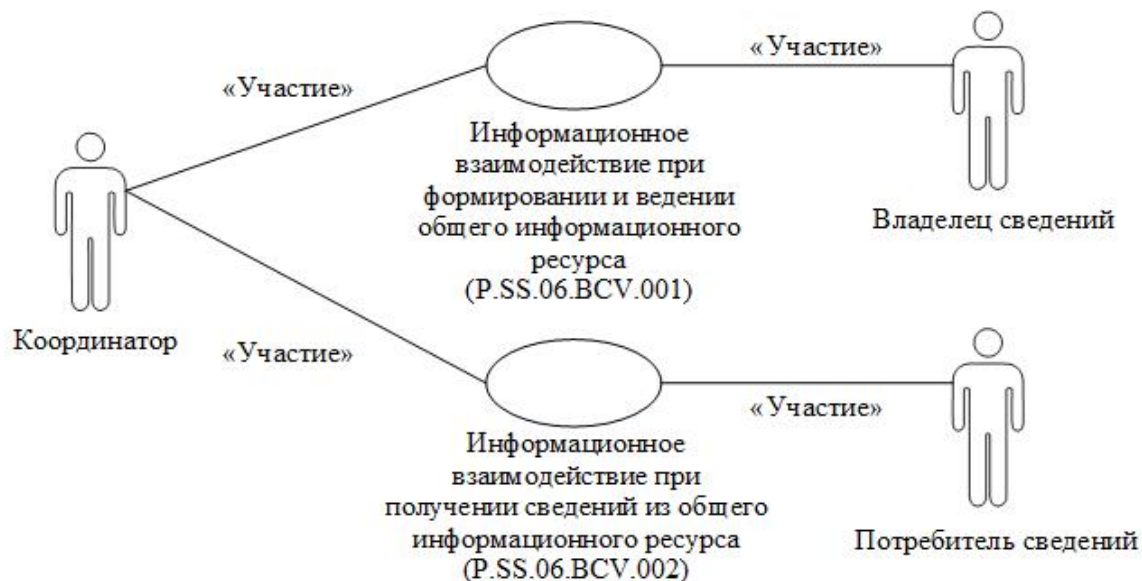 «Участие»
«Участие»
Информационное
взаимодействие при
формировании и ведении
общего информационного
ресурса
(P.SS.06.BCV.001)
Владелец сведений
Координатор
«Участие»
«Участие»
Информационное
взаимодействие при
получении сведений из общего
информационного ресурса
(P.SS.06.BCV.002)
Потребитель сведений